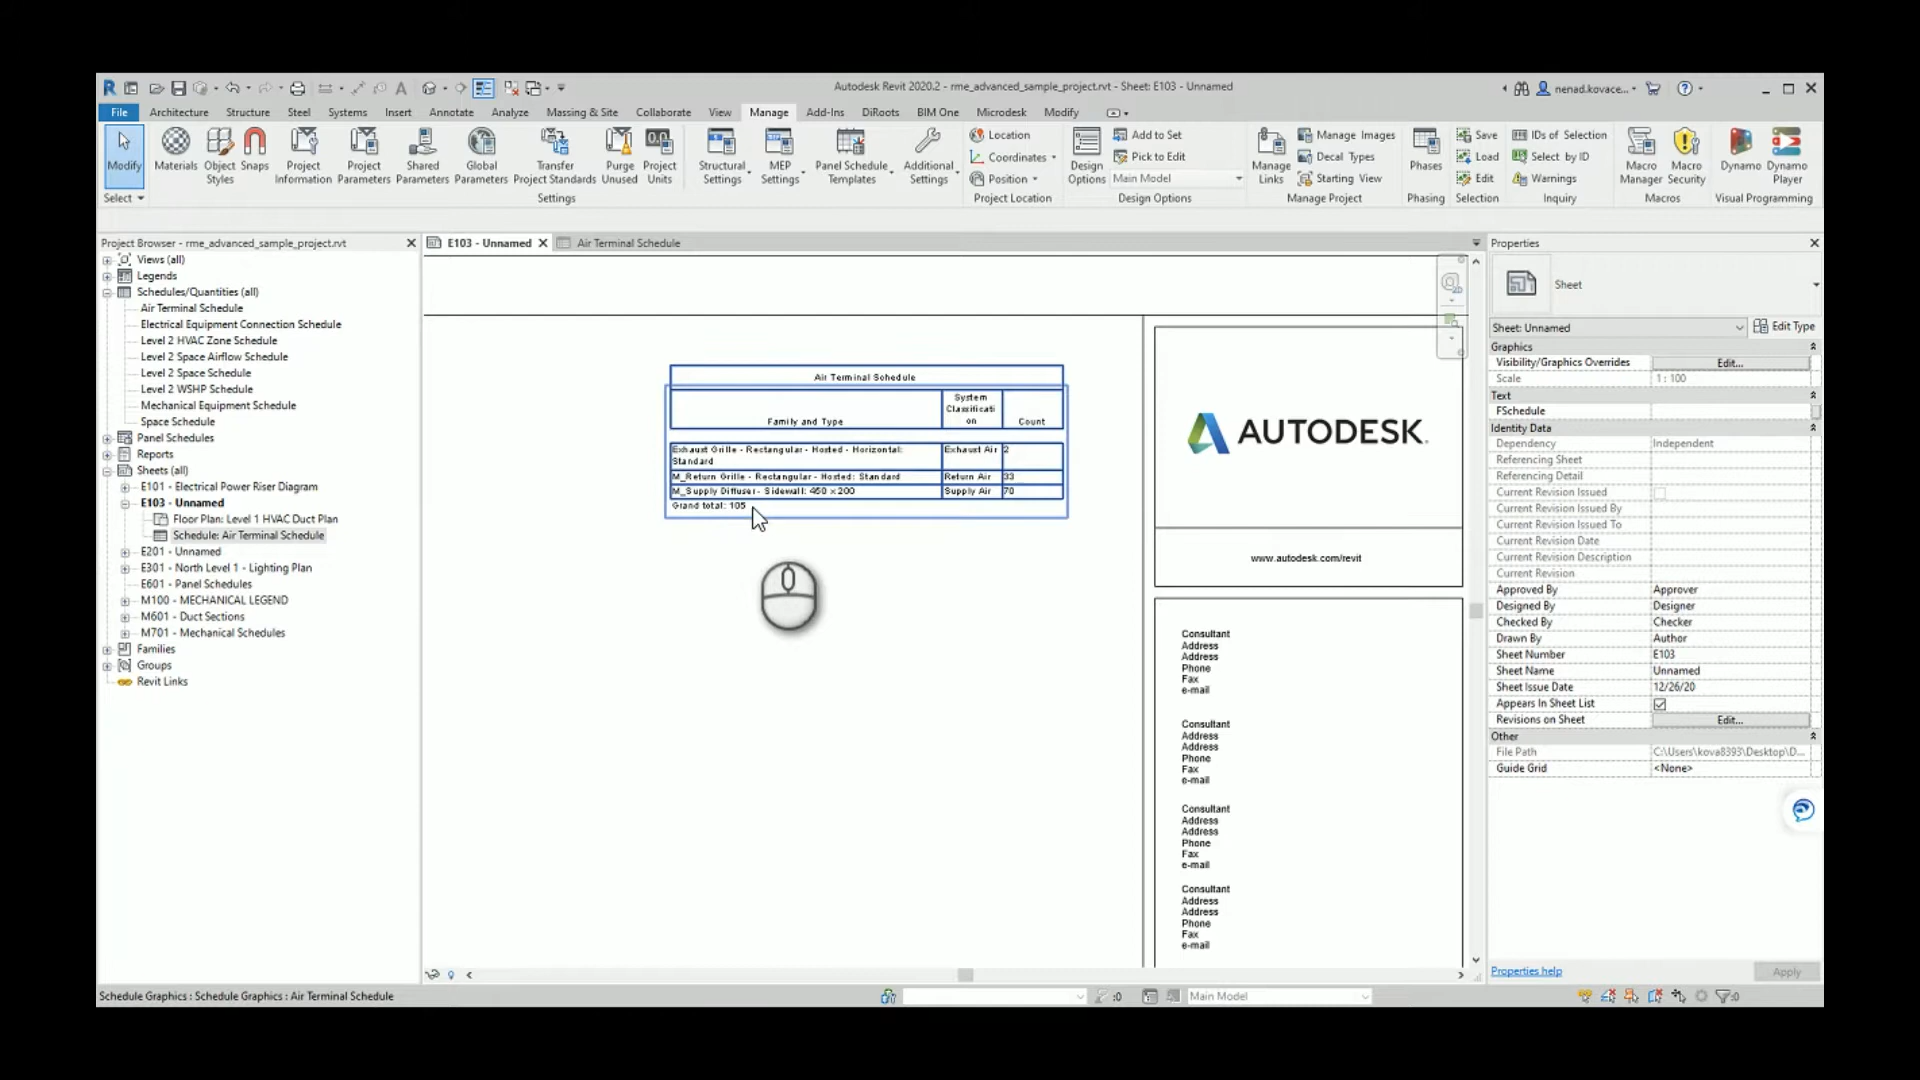 Autodesk Revit 2020.2 - rme_advanced_sample_project.rvt - Sheet: E103 - Unnamed
nenad.kovace...
File Architecture Structure Steel Systems Insert Annotate Analyze Massing & Site Collaborate View Manage Add-Ins DiRoots BIM One Microdesk Modify
Modify
Materials
Object Styles
Snaps
Project Information
Project Parameters
Shared Parameters
Global Parameters
Transfer Project Standards
Purge Unused
Project Units
Structural Settings
MEP Settings
Panel Schedule Templates
Additional Settings
Location
Coordinates
Position
Design Options
Add to Set
Pick to Edit
Main Model
Manage Links
Manage Images
Decal Types
Starting View
Phases
Save
Load
Edit
IDs of Selection
Select by ID
Warnings
Macro Manager
Macro Security
Dynamo
Dynamo Player
Select
Settings
Project Location
Design Options
Manage Project
Phasing
Selection
Inquiry
Macros
Visual Programming
Project Browser - rme_advanced_sample_project.rvt
Views (all)
Legends
Schedules/Quantities (all)
Air Terminal Schedule
Electrical Equipment Connection Schedule
Level 2 HVAC Zone Schedule
Level 2 Space Airflow Schedule
Level 2 Space Schedule
Level 2 WSHP Schedule
Mechanical Equipment Schedule
Space Schedule
Panel Schedules
Reports
Sheets (all)
E101 - Electrical Power Riser Diagram
E103 - Unnamed
Floor Plan: Level 1 HVAC Duct Plan
Schedule: Air Terminal Schedule
E201 - Unnamed
E301 - North Level 1 - Lighting Plan
E601 - Panel Schedules
M100 - MECHANICAL LEGEND
M601 - Duct Sections
M701 - Mechanical Schedules
Families
Groups
Revit Links
E103 - Unnamed
Air Terminal Schedule
Air Terminal Schedule
Family and Type
System
Classificati
on
Count
Exhaust Grille - Rectangular - Hosted - Horizontal:
Standard
Exhaust Air 2
M_Return Grille - Rectangular - Hosted: Standard Return Air 33
M_Supply Diffuser - Sidewall: 450 x 200 Supply Air 70
Grand total: 105
AUTODESK.
www.autodesk.com/revit
Consultant
Address
Address
Phone
Fax
e-mail
Consultant
Address
Address
Phone
Fax
e-mail
Consultant
Address
Address
Phone
Fax
e-mail
Consultant
Address
Address
Phone
Fax
e-mail
Properties
Sheet
Sheet: Unnamed
Edit Type
Graphics
Visibility/Graphics Overrides Edit...
Scale 1 : 100
Text
FSchedule
Identity Data
Dependency Independent
Referencing Sheet
Referencing Detail
Current Revision Issued
Current Revision Issued By
Current Revision Issued To
Current Revision Date
Current Revision Description
Current Revision
Approved By Approver
Designed By Designer
Checked By Checker
Drawn By Author
Sheet Number E103
Sheet Name Unnamed
Sheet Issue Date 12/26/20
Appears In Sheet List
Revisions on Sheet Edit...
Other
File Path C:\Users\kova8393\Desktop\D...
Guide Grid <None>
Properties help
Apply
Schedule Graphics : Schedule Graphics : Air Terminal Schedule
:0
Main Model
:0